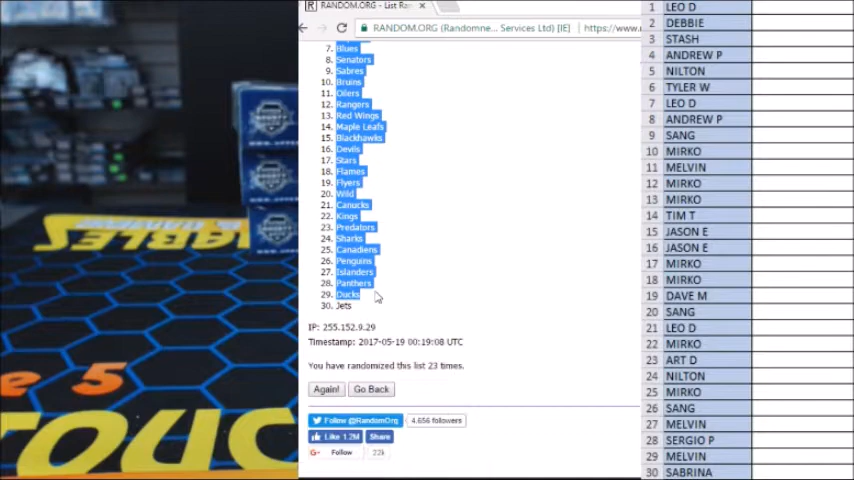 RANDOM.ORG - List Ra
RANDOM.ORG (Randomne... Services Ltd) [IE]
https://www.
7. Blues
8. Senators
9. Sabres
10. Bruins
11. Oilers
12. Rangers
13. Red Wings
14. Maple Leafs
15. Blackhawks
16. Devils
17. Stars
18. Flames
19. Flyers
20. Wild
21. Canucks
22. Kings
23. Predators
24. Sharks
25. Canadiens
26. Penguins
27. Islanders
28. Panthers
29. Ducks
30. Jets
IP: 255.152.9.29
Timestamp: 2017-05-19 00:19:08 UTC
You have randomized this list 23 times.
Again! Go Back
Follow @RandomOrg 4,656 followers
Like 1.2M Share
G+ Follow 22k
1 LEO D
2 DEBBIE
3 STASH
4 ANDREW P
5 NILTON
6 TYLER W
7 LEO D
8 ANDREW P
9 SANG
10 MIRKO
11 MELVIN
12 MIRKO
13 MIRKO
14 TIM T
15 JASON E
16 JASON E
17 MIRKO
18 MIRKO
19 DAVE M
20 SANG
21 LEO D
22 MIRKO
23 ART D
24 NILTON
25 MIRKO
26 SANG
27 MELVIN
28 SERGIO P
29 MELVIN
30 SABRINA